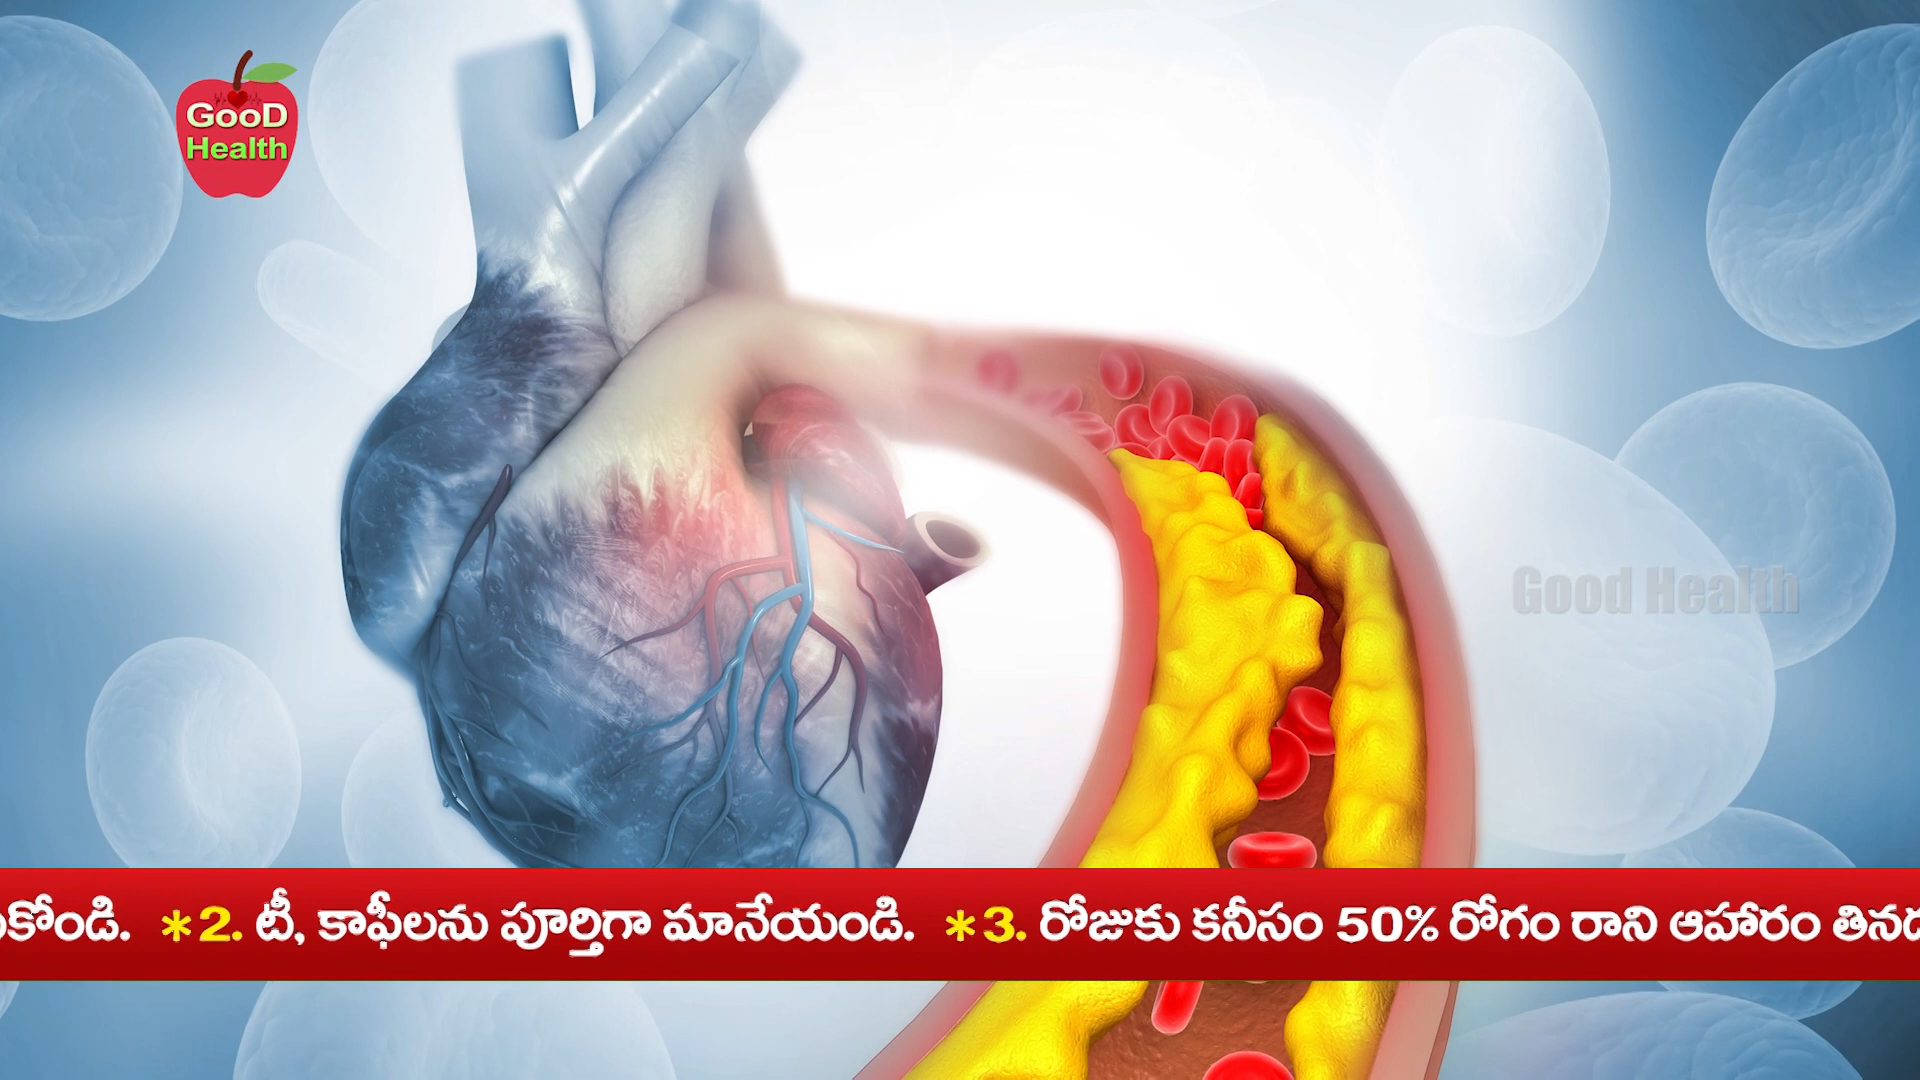 GooD
Health
Good Health
*2. టీ, కాఫీలను పూర్తిగా మానేయండి. *3. రోజుకు కనీసం 50% రోగం రాని ఆహారం